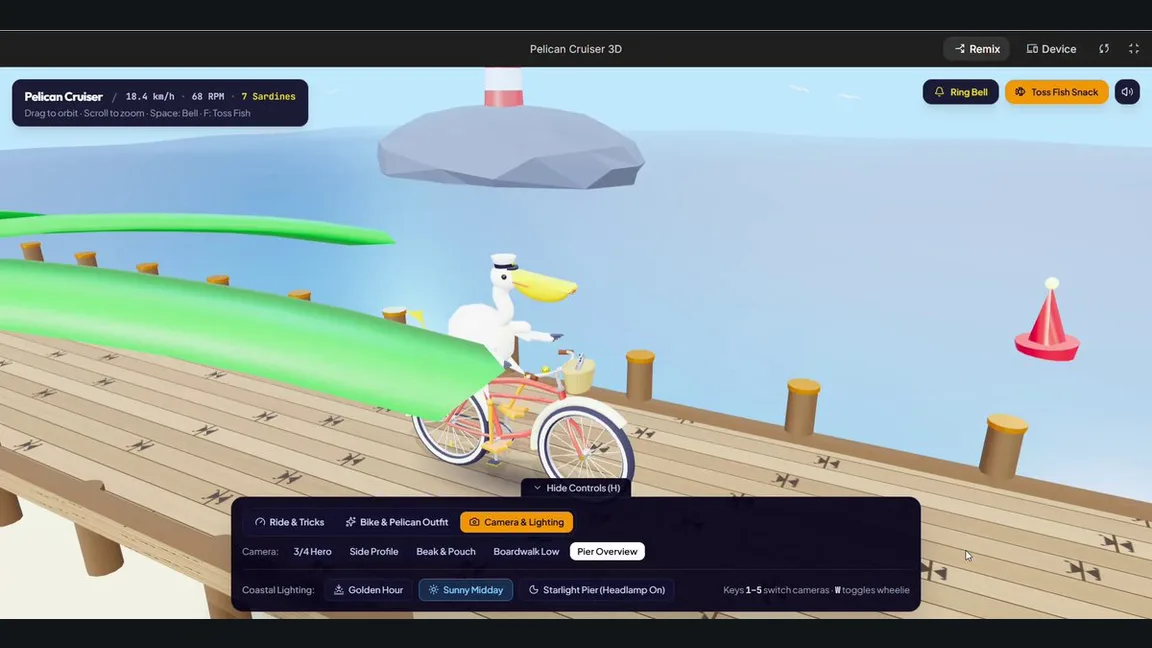 Pelican Cruiser 3D
Remix
Device
Pelican Cruiser / 18.4 km/h · 68 RPM · 7 Sardines
Drag to orbit · Scroll to zoom · Space: Bell · F: Toss Fish
Ring Bell
Toss Fish Snack
Hide Controls (H)
Ride & Tricks
Bike & Pelican Outfit
Camera & Lighting
Camera: 3/4 Hero Side Profile Beak & Pouch Boardwalk Low Pier Overview
Coastal Lighting: Golden Hour Sunny Midday Starlight Pier (Headlamp On)
Keys 1–5 switch cameras · W toggles wheelie